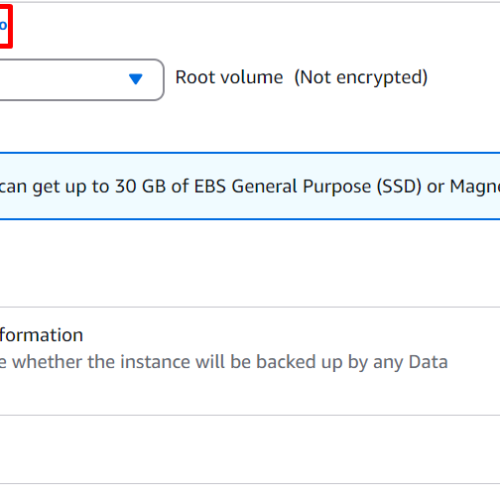 o
Root volume (Not encrypted)
can get up to 30 GB of EBS General Purpose (SSD) or
formation
whether the instance will be backed up by any Data